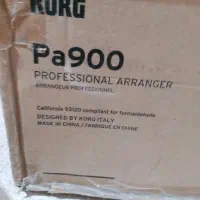 KORG
Pa900
PROFESSIONAL ARRANGER
ARRANGEUR PROFESSIONNEL
California 93120 compliant for formaldehyde
DESIGNED BY KORG ITALY
MADE IN CHINA / FABRIQUÉ EN CHINE